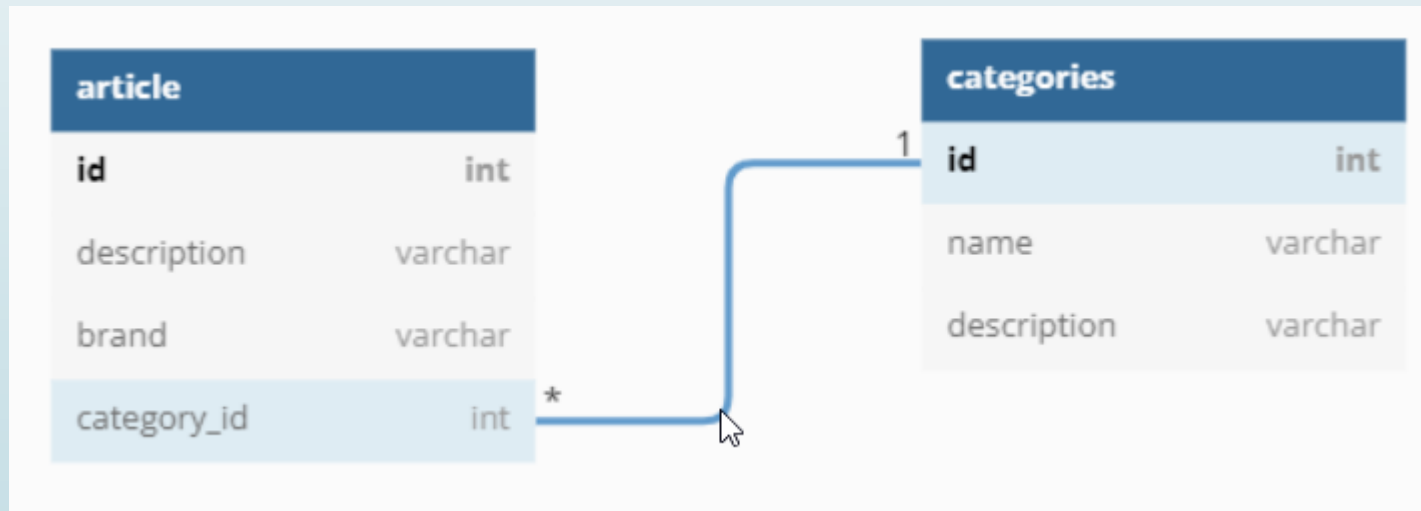 article
id int
description varchar
brand varchar
category_id int
*
1
categories
id int
name varchar
description varchar